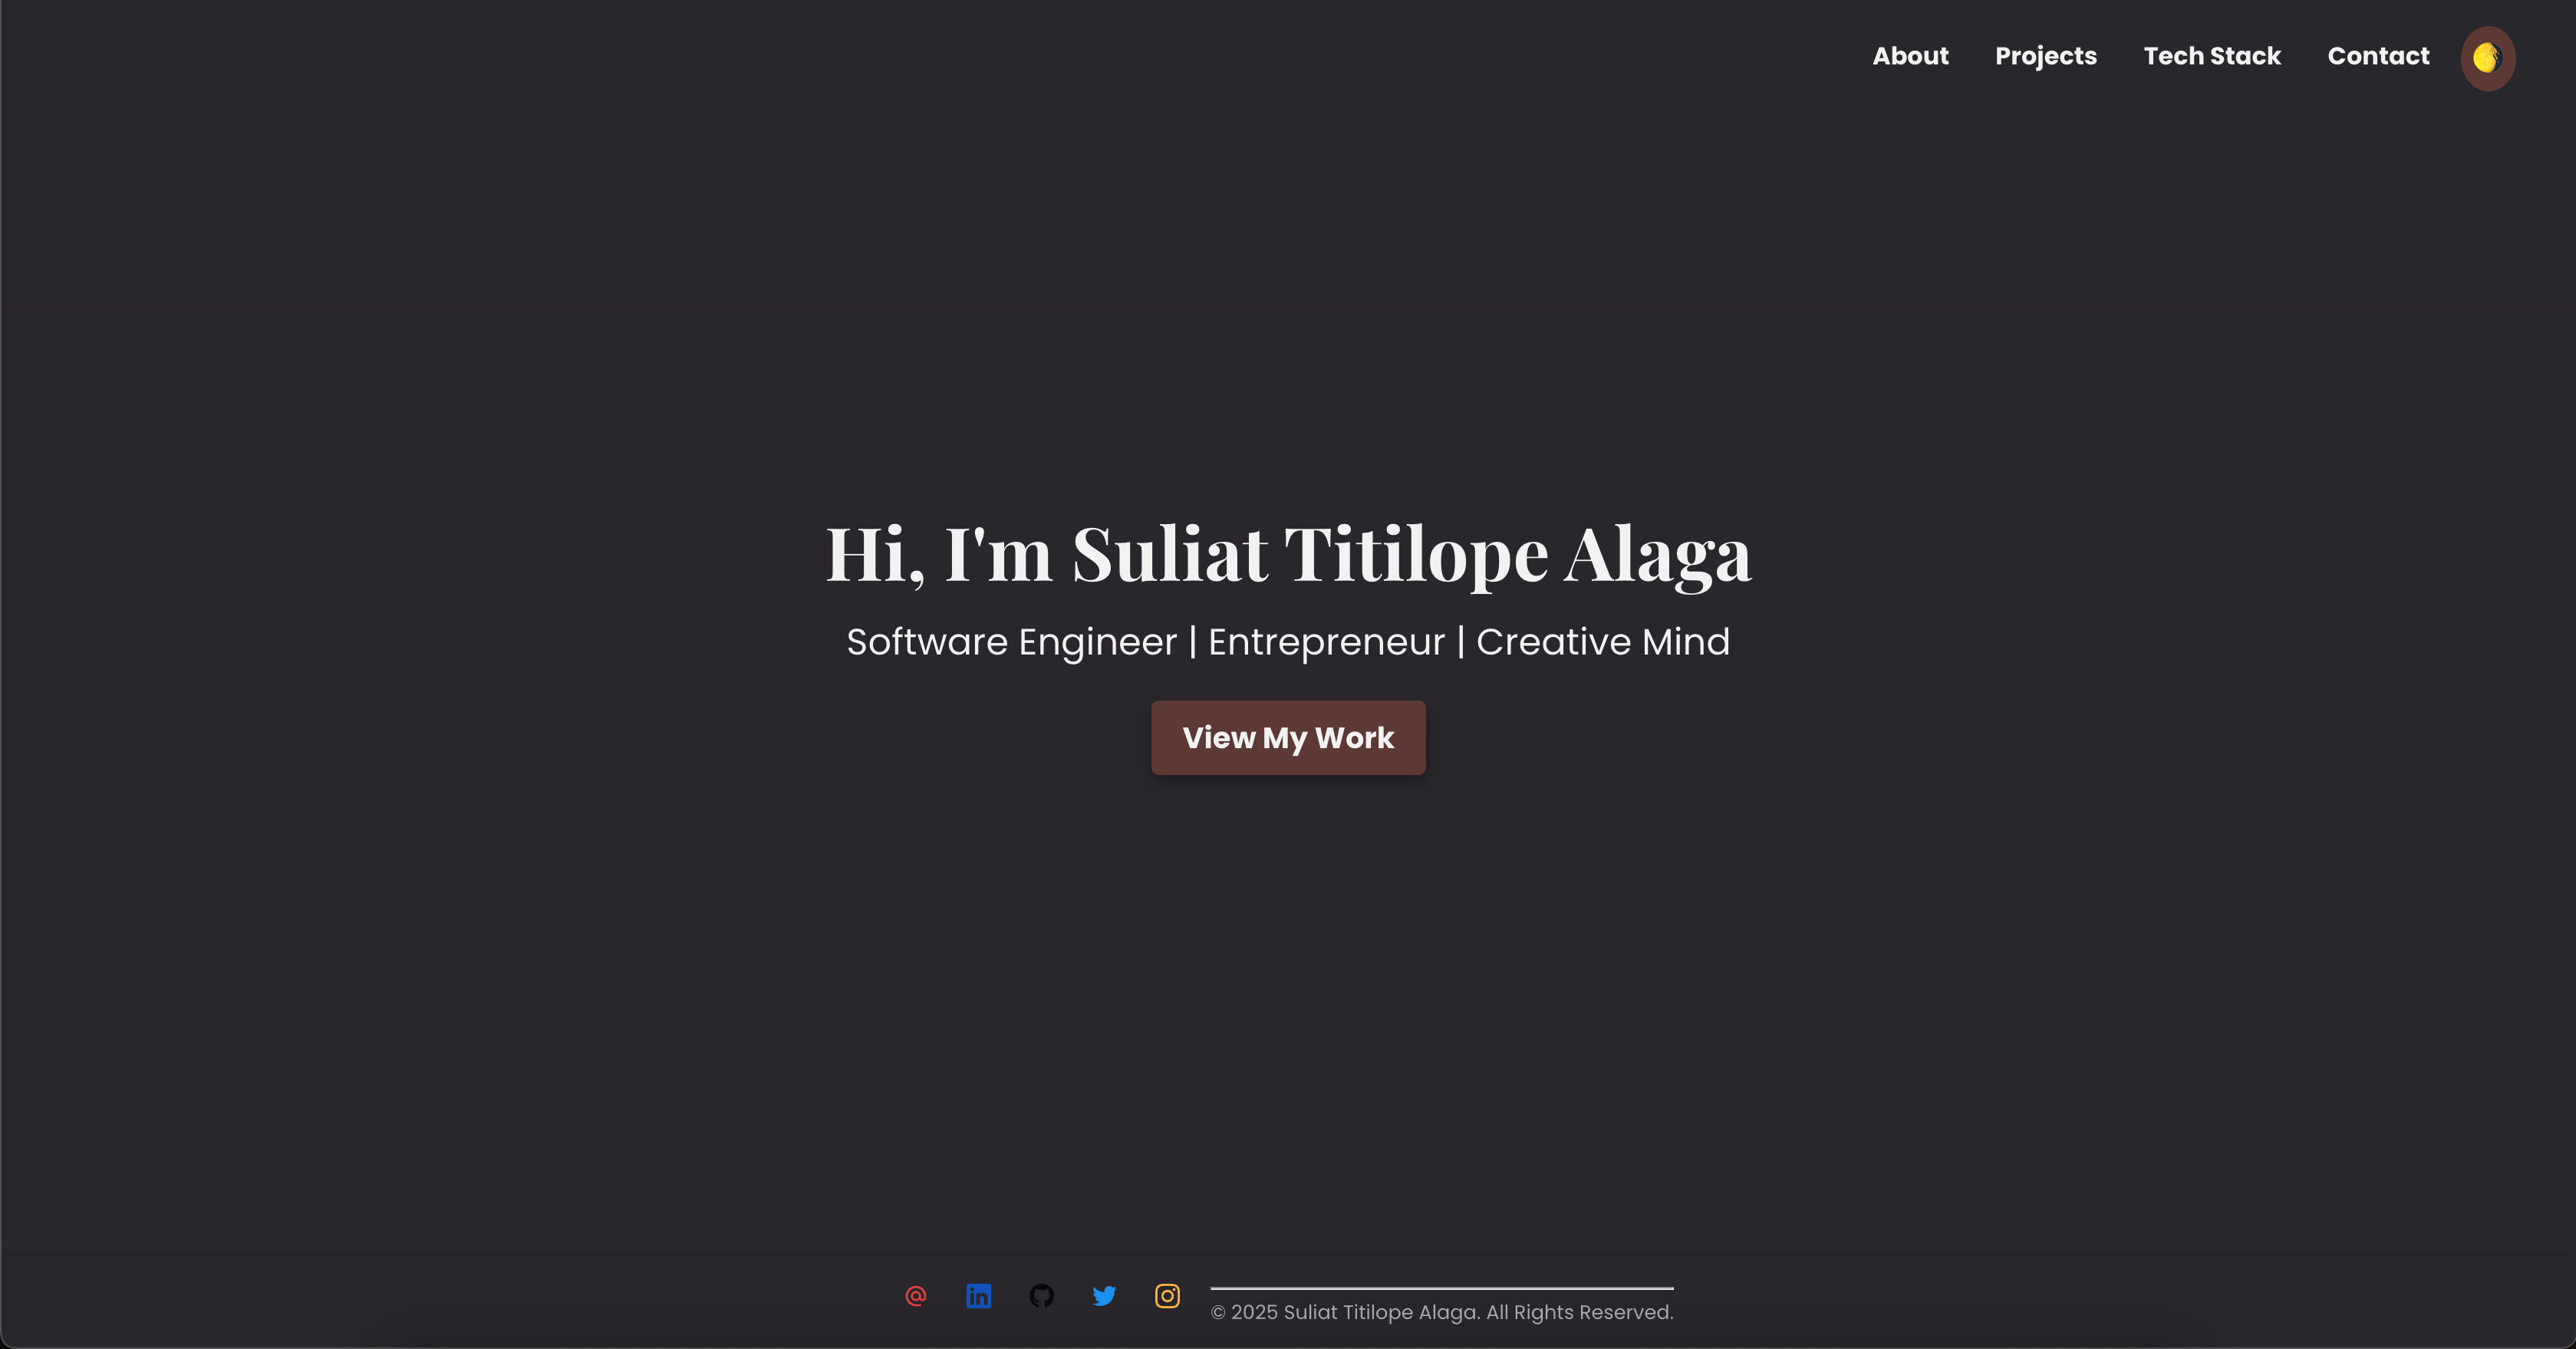 About Projects Tech Stack Contact
Hi, I'm Suliat Titilope Alaga
Software Engineer | Entrepreneur | Creative Mind
View My Work
© 2025 Suliat Titilope Alaga. All Rights Reserved.